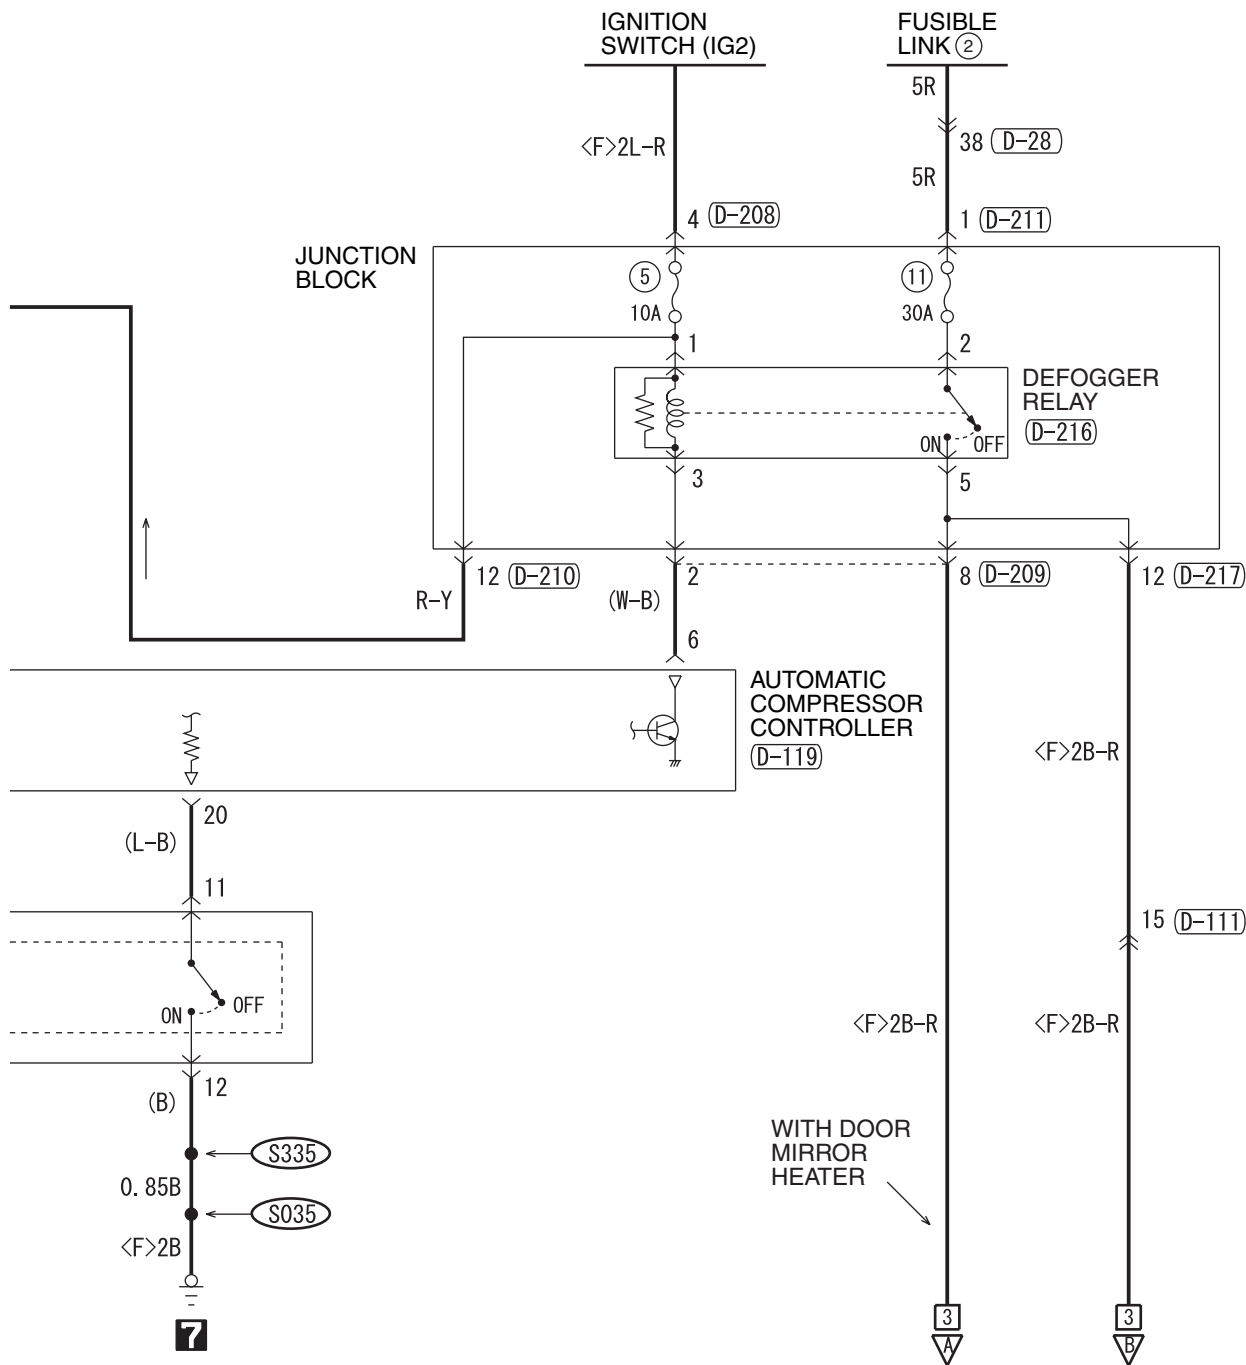 IGNITION
SWITCH (IG2)
FUSIBLE
LINK 2
5R
<F>2L-R
38 D-28
5R
4 D-208
1 D-211
JUNCTION
BLOCK
5
11
10A
30A
1
2
DEFOGGER
RELAY
D-216
ON
OFF
3
5
12 D-210
2
8 D-209
12 D-217
R-Y
(W-B)
6
AUTOMATIC
COMPRESSOR
CONTROLLER
D-119
<F>2B-R
20
(L-B)
11
15 D-111
ON
OFF
<F>2B-R
<F>2B-R
12
(B)
S335
WITH DOOR
MIRROR
HEATER
0.85B
S035
<F>2B
7
3
3
A
B